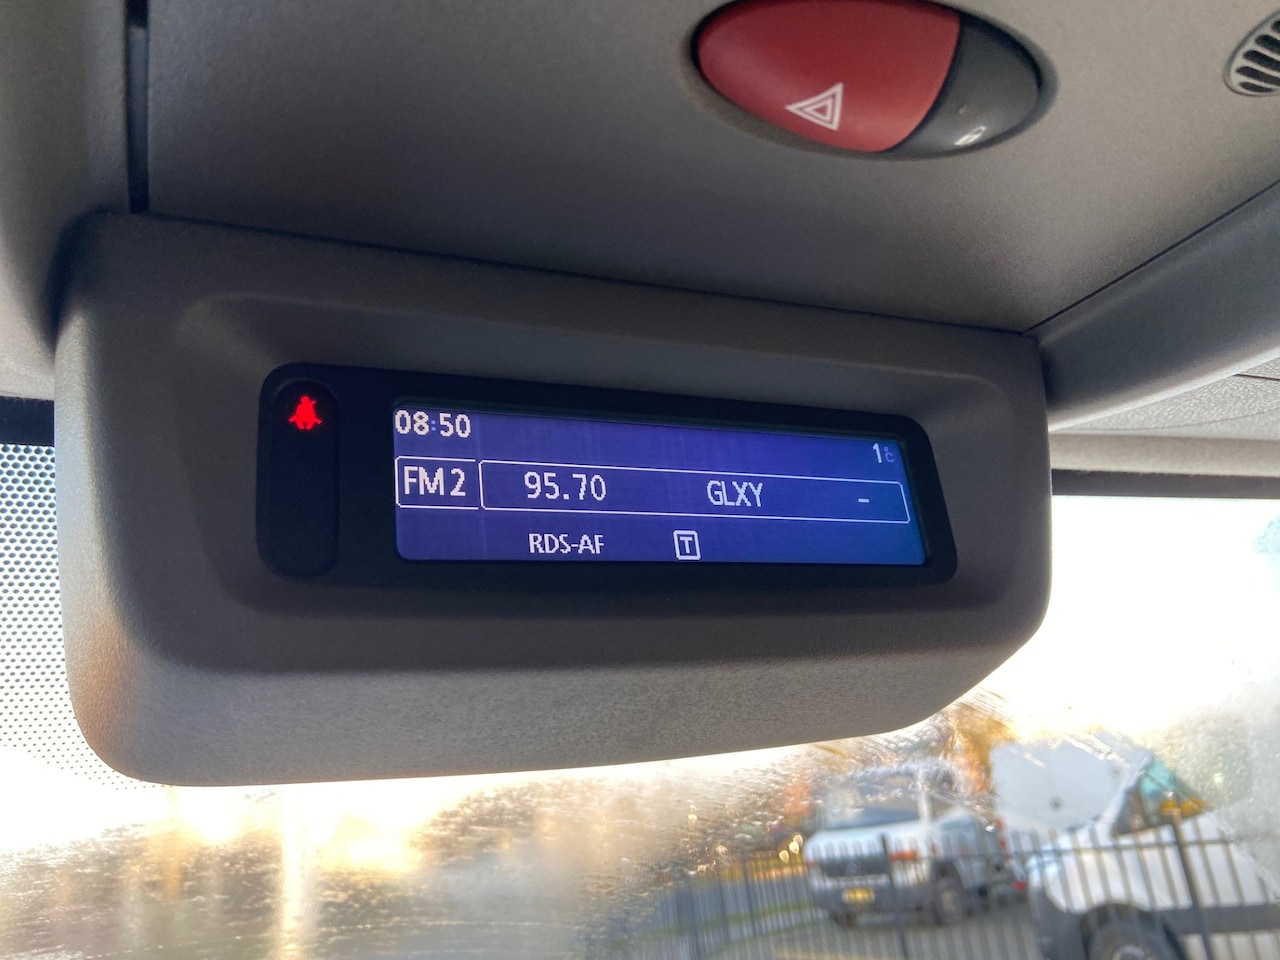 08:50
1°C
FM2 95.70 GLXY -
RDS-AF T